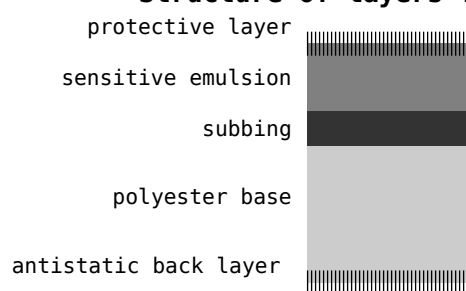 structure of layers
protective layer
sensitive emulsion
subbing
polyester base
antistatic back layer